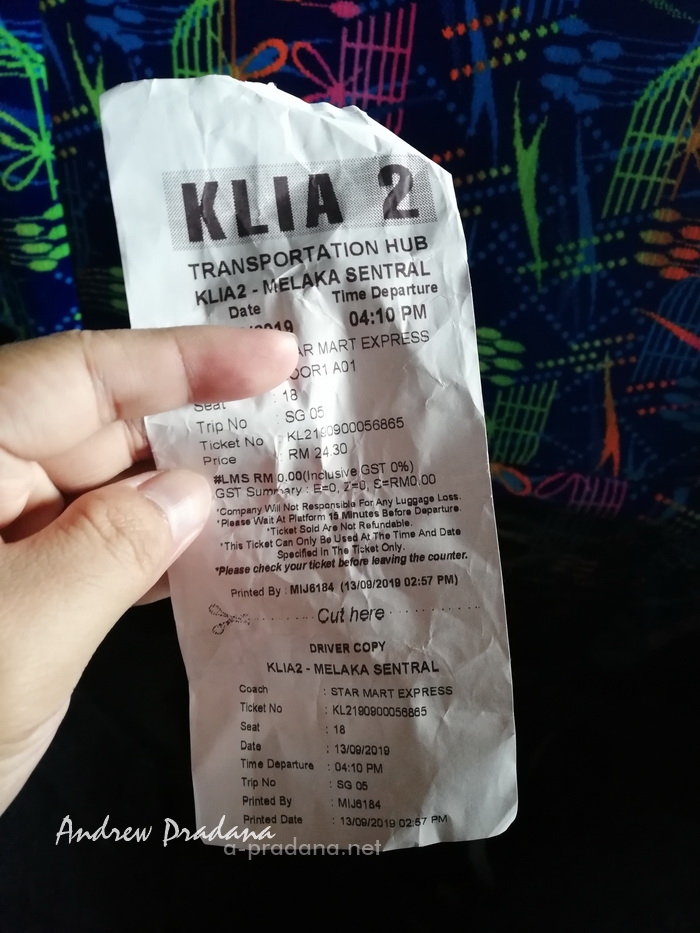 KLIA 2
TRANSPORTATION HUB
KLIA2 - MELAKA SENTRAL
Date Time Departure
2019 04:10 PM
AR MART EXPRESS
OOR1 A01
Seat : 18
Trip No : SG 05
Ticket No : KL2190900056865
Price : RM 24.30
#LMS RM 0.00(Inclusive GST 0%)
GST Summary : E=0, Z=0, S=RM0.00
*Company Will Not Responsible For Any Luggage Loss.
*Please Wait At Platform 15 Minutes Before Departure.
*Ticket Sold Are Not Refundable.
*This Ticket Can Only Be Used At The Time And Date
Specified In The Ticket Only.
*Please check your ticket before leaving the counter.
Printed By : MIJ6184 (13/09/2019 02:57 PM)
Cut here
DRIVER COPY
KLIA2 - MELAKA SENTRAL
Coach : STAR MART EXPRESS
Ticket No : KL2190900056865
Seat : 18
Date : 13/09/2019
Time Departure : 04:10 PM
Trip No : SG 05
Printed By : MIJ6184
Printed Date : 13/09/2019 02:57 PM
Andrew Pradana
a-pradana.net